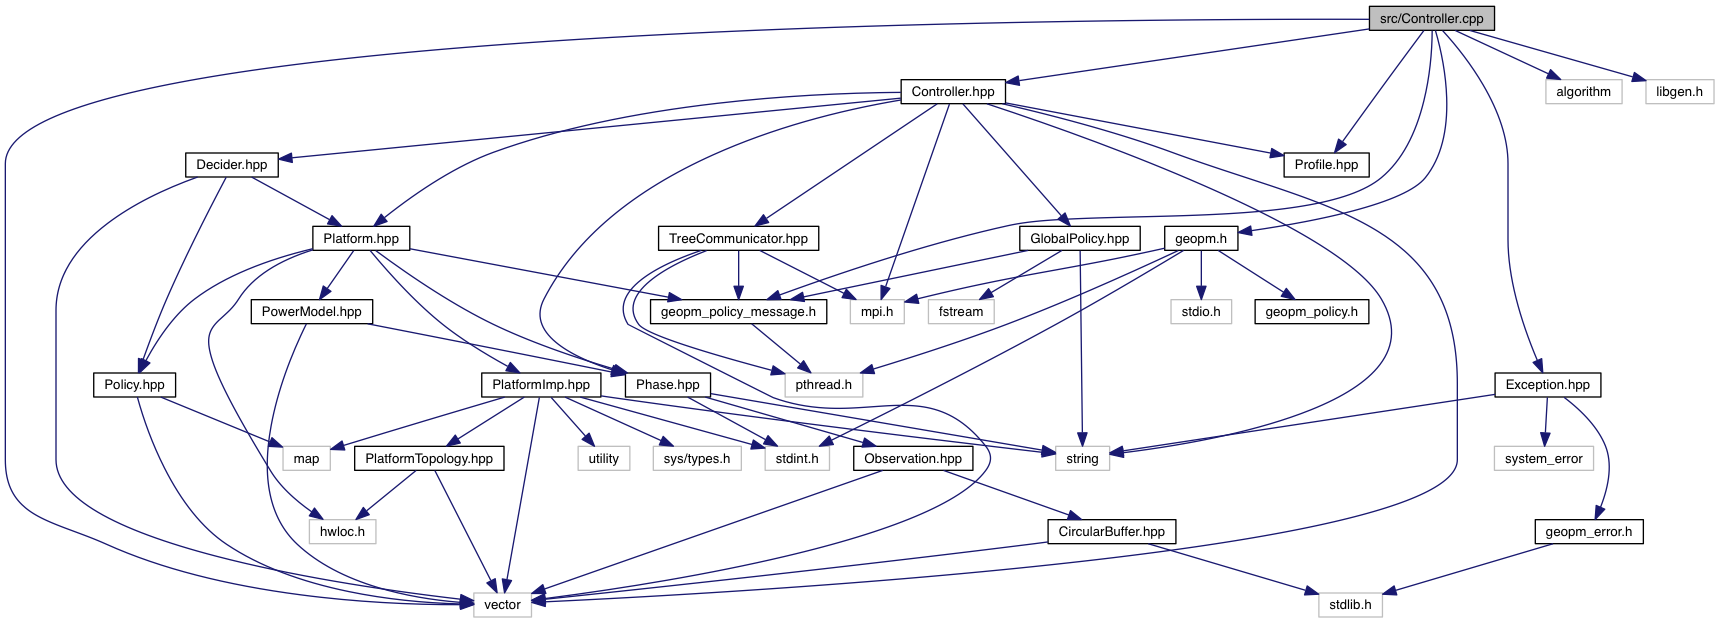 src/Controller.cpp
Controller.hpp
algorithm
libgen.h
Decider.hpp
Profile.hpp
Platform.hpp
TreeCommunicator.hpp
GlobalPolicy.hpp
geopm.h
PowerModel.hpp
geopm_policy_message.h
mpi.h
fstream
stdio.h
geopm_policy.h
Policy.hpp
PlatformImp.hpp
Phase.hpp
pthread.h
Exception.hpp
map
PlatformTopology.hpp
utility
sys/types.h
stdint.h
Observation.hpp
string
system_error
hwloc.h
CircularBuffer.hpp
geopm_error.h
vector
stdlib.h